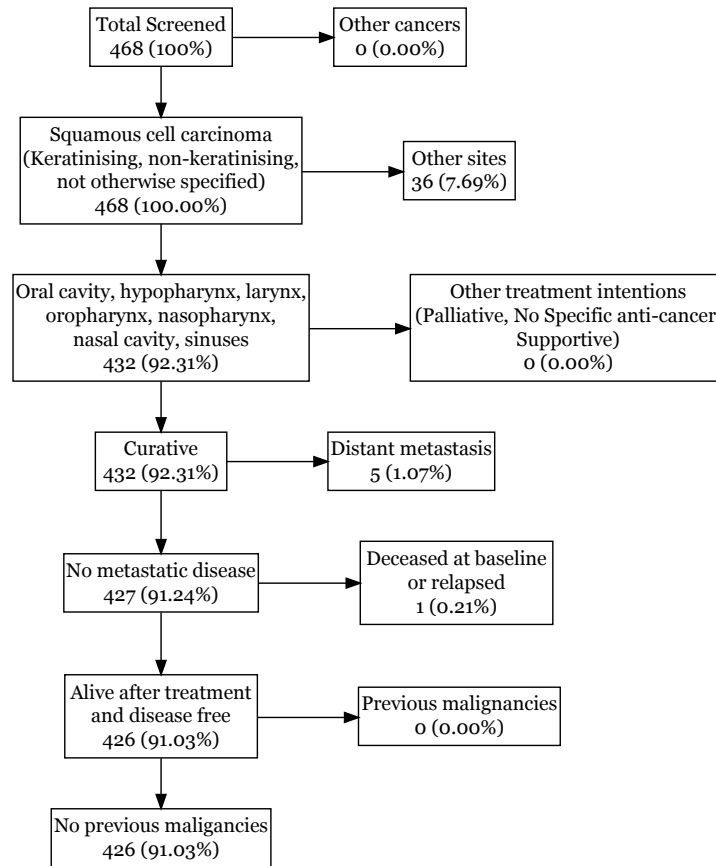 Total Screened
468 (100%)
Other cancers
0 (0.00%)
Squamous cell carcinoma
(Keratinising, non-keratinising,
not otherwise specified)
468 (100.00%)
Other sites
36 (7.69%)
Oral cavity, hypopharynx, larynx,
oropharynx, nasopharynx,
nasal cavity, sinuses
432 (92.31%)
Other treatment intentions
(Palliative, No Specific anti-cancer
Supportive)
0 (0.00%)
Curative
432 (92.31%)
Distant metastasis
5 (1.07%)
No metastatic disease
427 (91.24%)
Deceased at baseline
or relapsed
1 (0.21%)
Alive after treatment
and disease free
426 (91.03%)
Previous malignancies
0 (0.00%)
No previous maligancies
426 (91.03%)